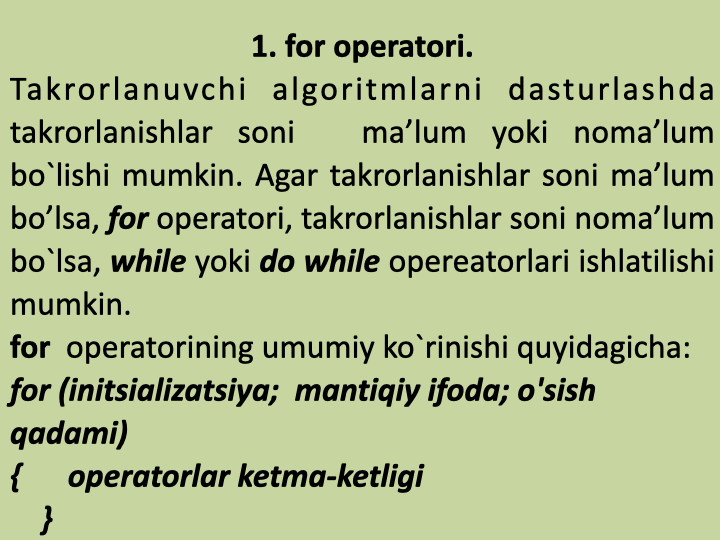 1. for operatori.
Takrorlanuvchi algoritmlarni dasturlashda
takrorlanishlar soni ma’lum yoki noma’lum
bo`lishi mumkin. Agar takrorlanishlar soni ma’lum
bo’lsa, for operatori, takrorlanishlar soni noma’lum
bo`lsa, while yoki do while opereatorlari ishlatilishi
mumkin.
for operatorining umumiy ko`rinishi quyidagicha:
for (initsializatsiya; mantiqiy ifoda; o'sish
qadami)
{ operatorlar ketma-ketligi
}